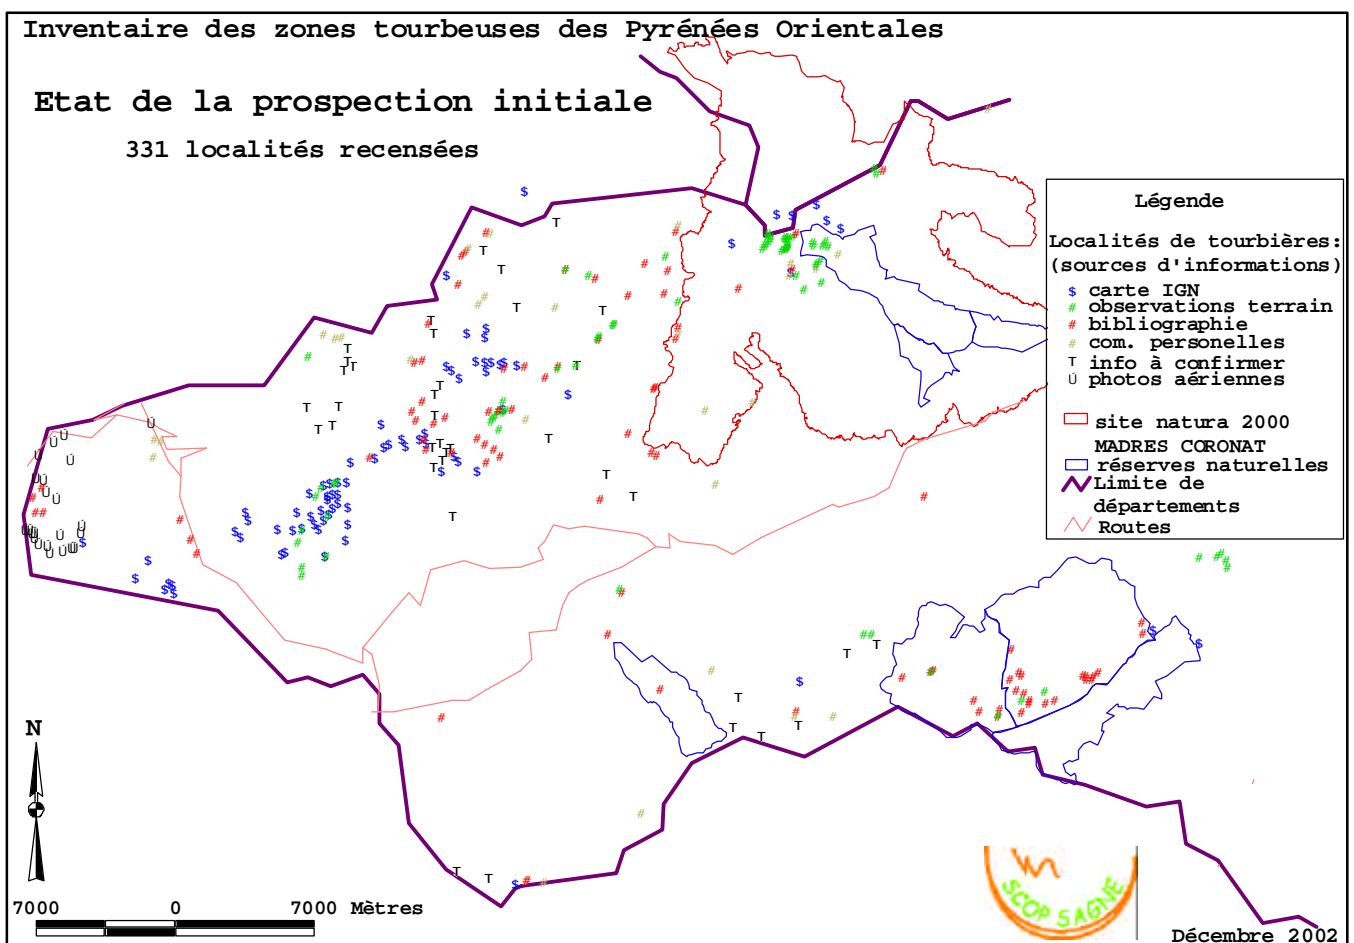 Inventaire des zones tourbeuses des Pyrénées Orientales
Etat de la prospection initiale
331 localités recensées
Légende
Localités de tourbières:
(sources d'informations)
$ carte IGN
# observations terrain
# bibliographie
# com. personelles
T info à confirmer
Ú photos aériennes
site natura 2000
MADRES CORONAT
réserves naturelles
Limite de
départements
Routes
N
7000 0 7000 Mètres
SCOP SAGNE
Décembre 2002